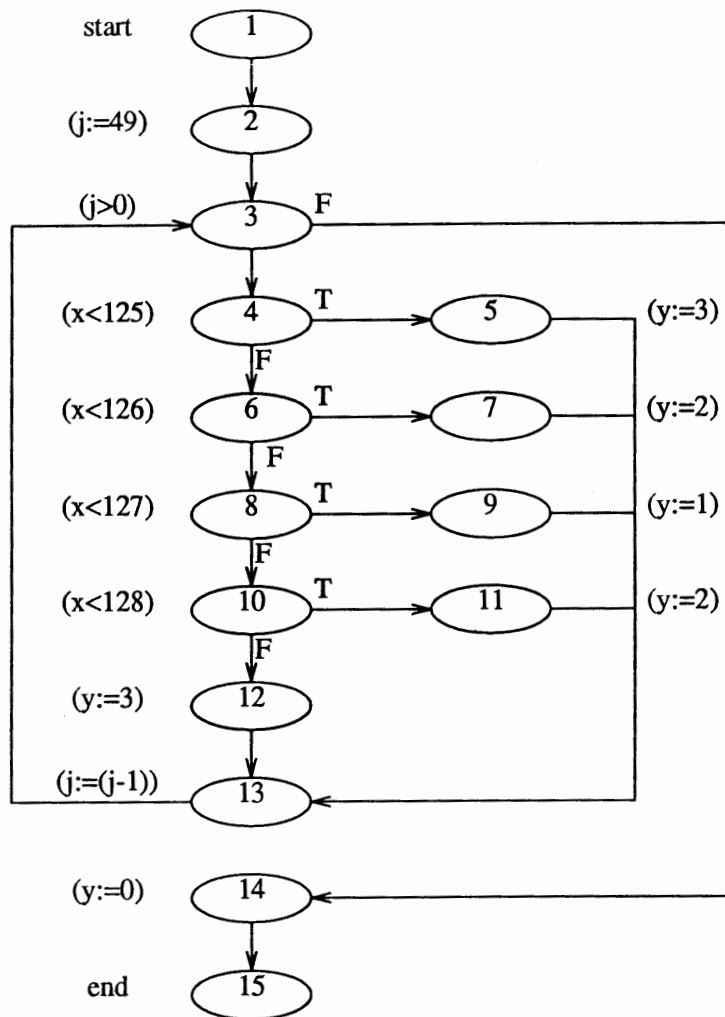 start 1
(j:=49) 2
(j>0) 3 F
(x<125) 4 T 5 (y:=3)
F
(x<126) 6 T 7 (y:=2)
F
(x<127) 8 T 9 (y:=1)
F
(x<128) 10 T 11 (y:=2)
F
(y:=3) 12
(j:=(j-1)) 13
(y:=0) 14
end 15